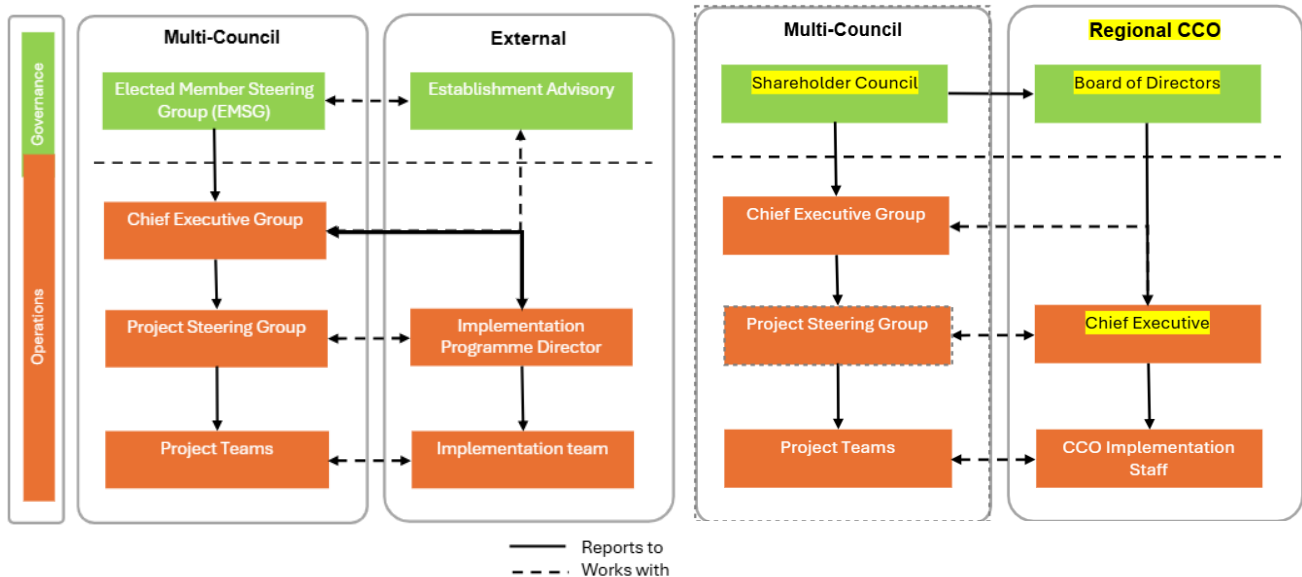 Governance
Operations
Multi-Council
Elected Member Steering
Group (EMSG)
Chief Executive Group
Project Steering Group
Project Teams
External
Establishment Advisory
Implementation
Programme Director
Implementation team
Multi-Council
Shareholder Council
Chief Executive Group
Project Steering Group
Project Teams
Regional CCO
Board of Directors
Chief Executive
CCO Implementation
Staff
Reports to
Works with